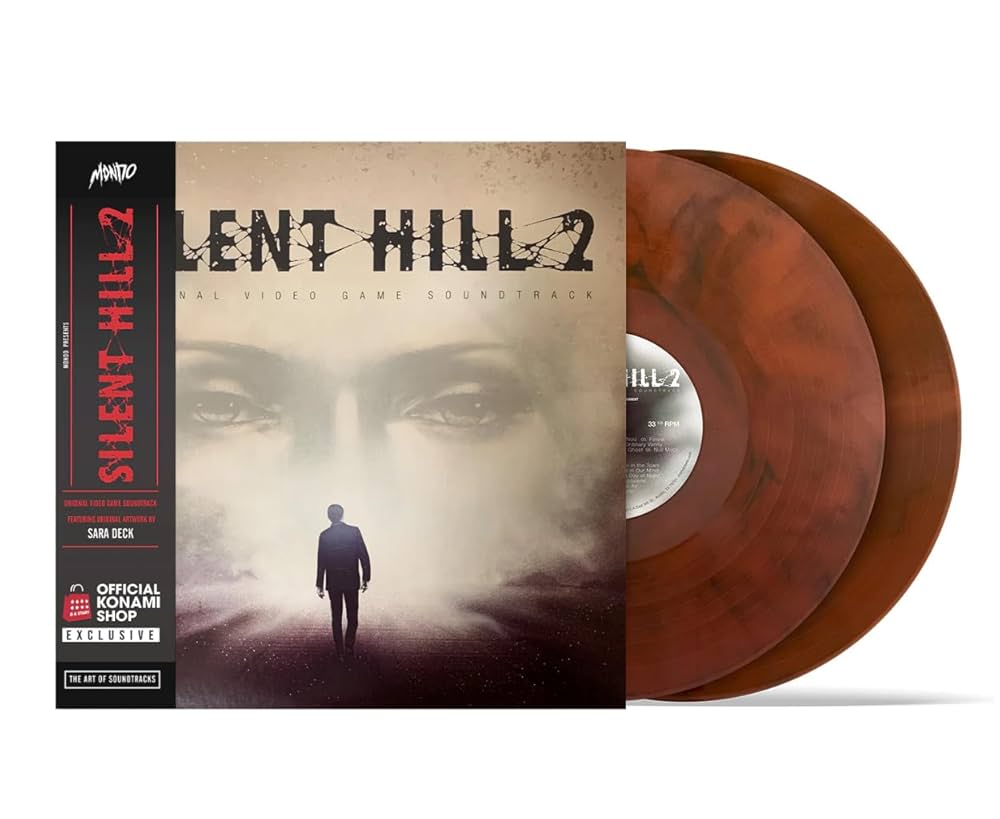 MONDO
MONDO PRESENTS
SILENT HILL 2
ORIGINAL VIDEO GAME SOUNDTRACK
FEATURING ORIGINAL ARTWORK BY
SARA DECK
OFFICIAL
KONAMI
SHOP
EXCLUSIVE
THE ART OF SOUNDTRACKS
LENT HILL 2
NAL VIDEO GAME SOUNDTRACK
HILL 2
SOUNDTRACK
33 1/3 RPM